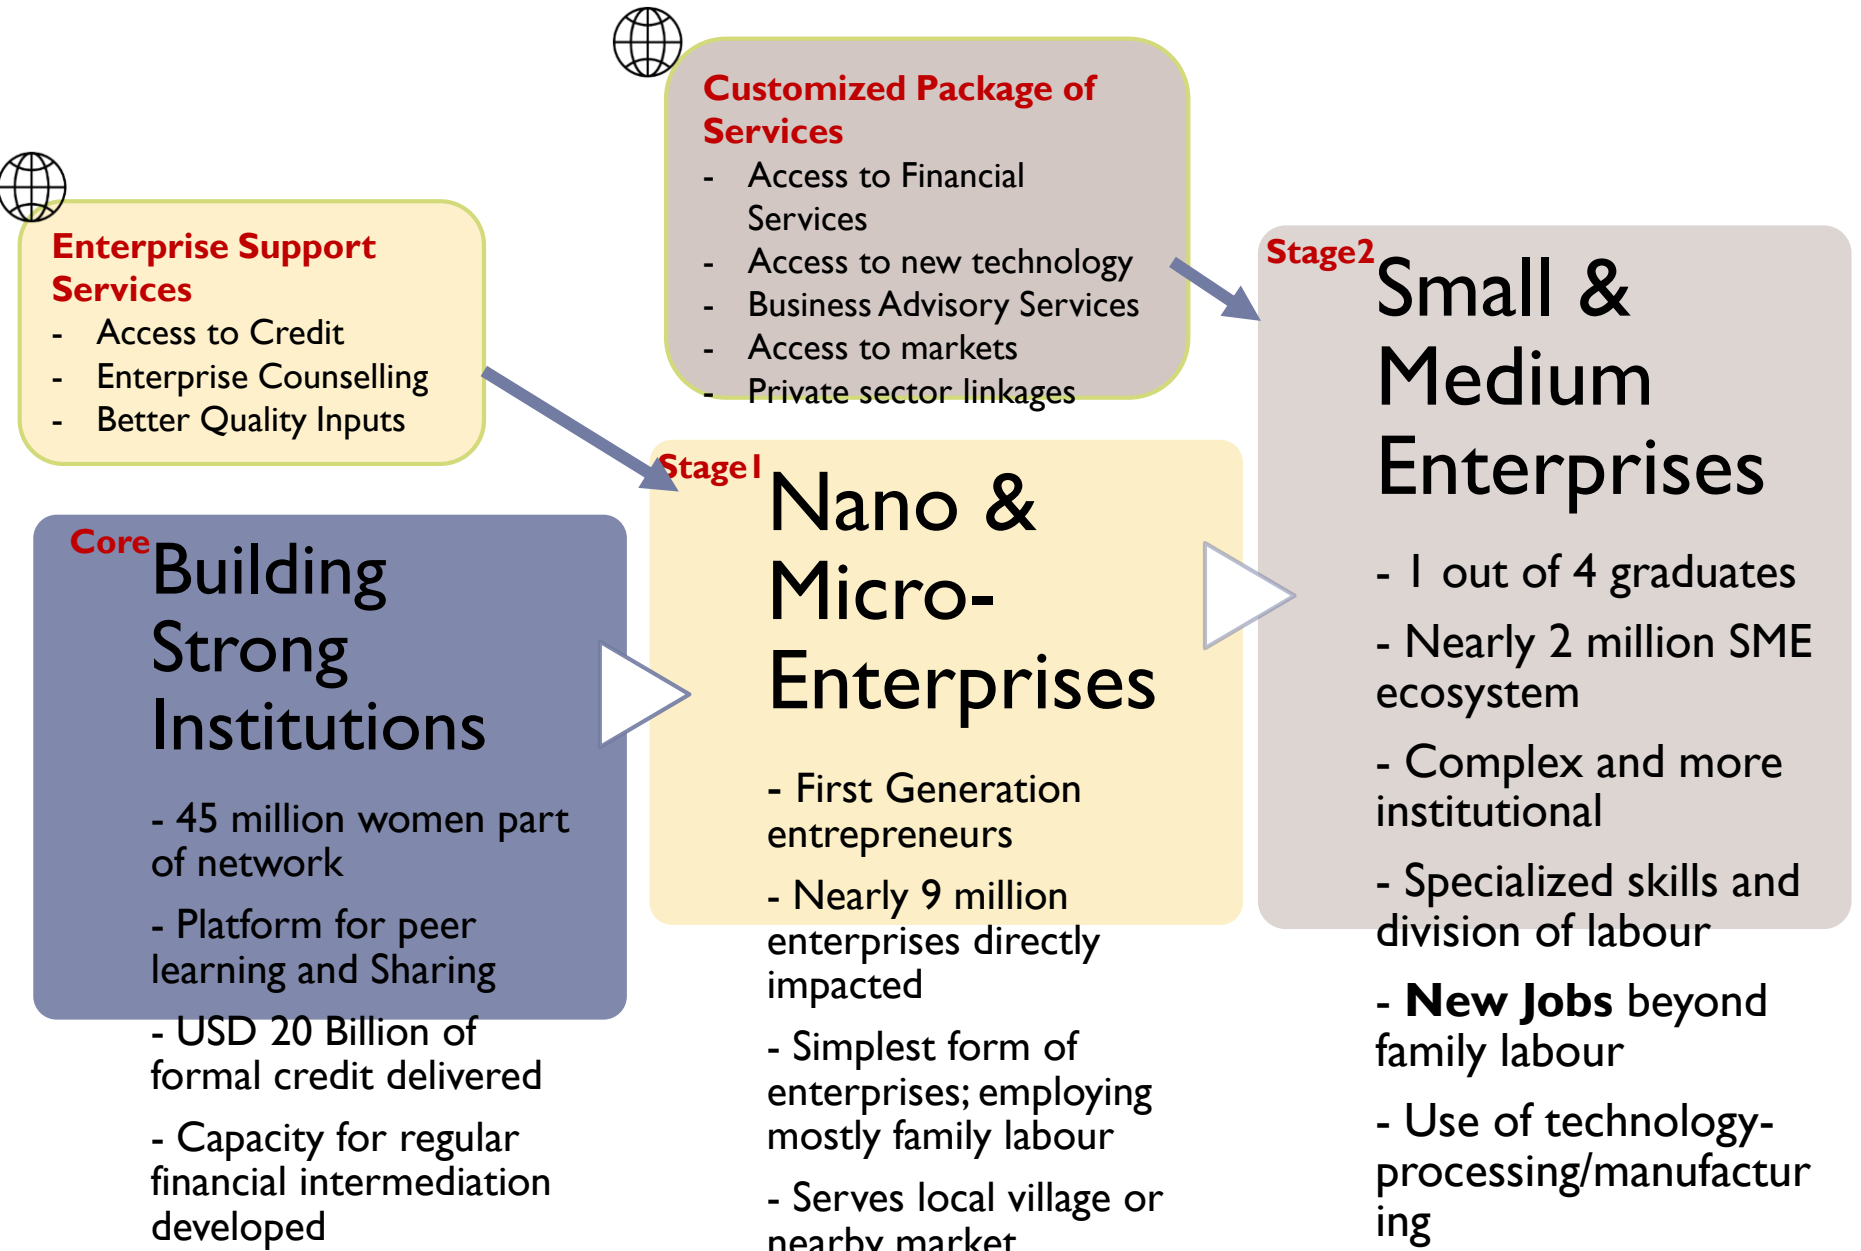 Customized Package of
Services
- Access to Financial
Services
- Access to new technology
- Business Advisory Services
- Access to markets
- Private sector linkages
Enterprise Support
Services
- Access to Credit
- Enterprise Counselling
- Better Quality Inputs
Core
Building
Strong
Institutions
- 45 million women part
of network
- Platform for peer
learning and Sharing
- USD 20 Billion of
formal credit delivered
- Capacity for regular
financial intermediation
developed
Stage1
Nano &
Micro-
Enterprises
- First Generation
entrepreneurs
- Nearly 9 million
enterprises directly
impacted
- Simplest form of
enterprises; employing
mostly family labour
- Serves local village or
nearby market
Stage2
Small &
Medium
Enterprises
- 1 out of 4 graduates
- Nearly 2 million SME
ecosystem
- Complex and more
institutional
- Specialized skills and
division of labour
- New Jobs beyond
family labour
- Use of technology-
processing/manufactur
ing